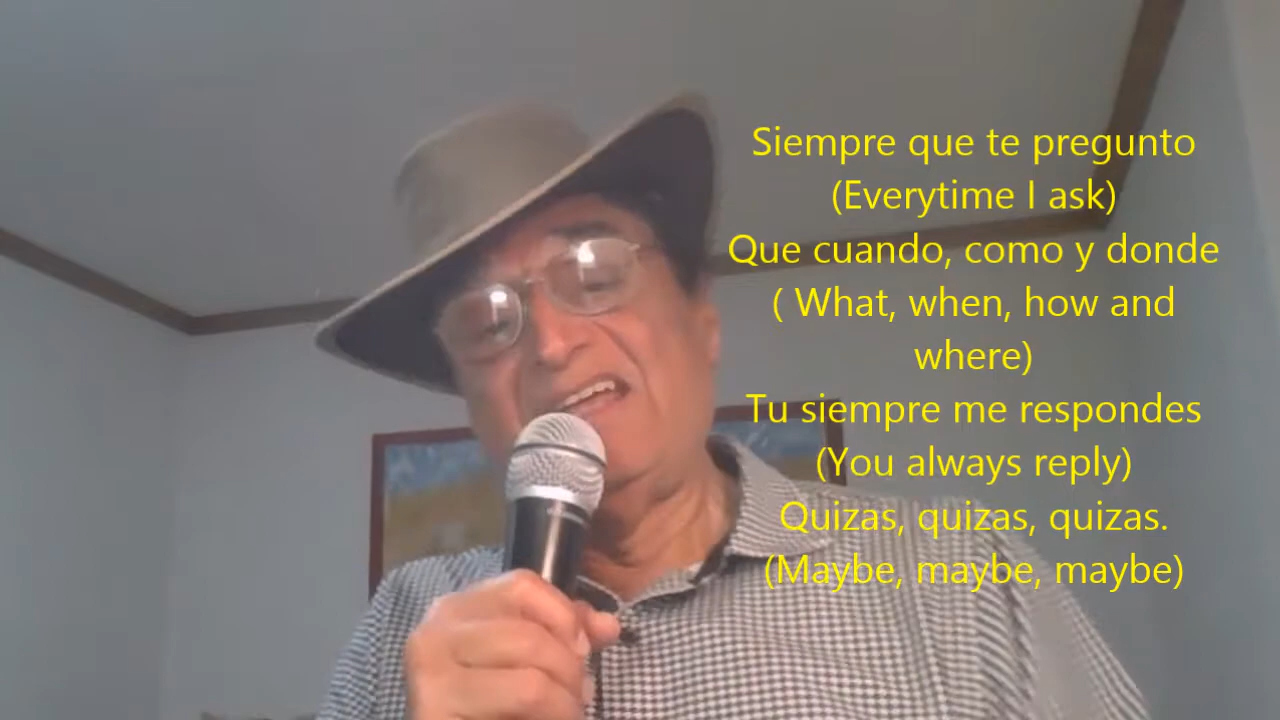 Siempre que te pregunto
(Everytime I ask)
Que cuando, como y donde
( What, when, how and
where)
Tu siempre me respondes
(You always reply)
Quizas, quizas, quizas.
(Maybe, maybe, maybe)